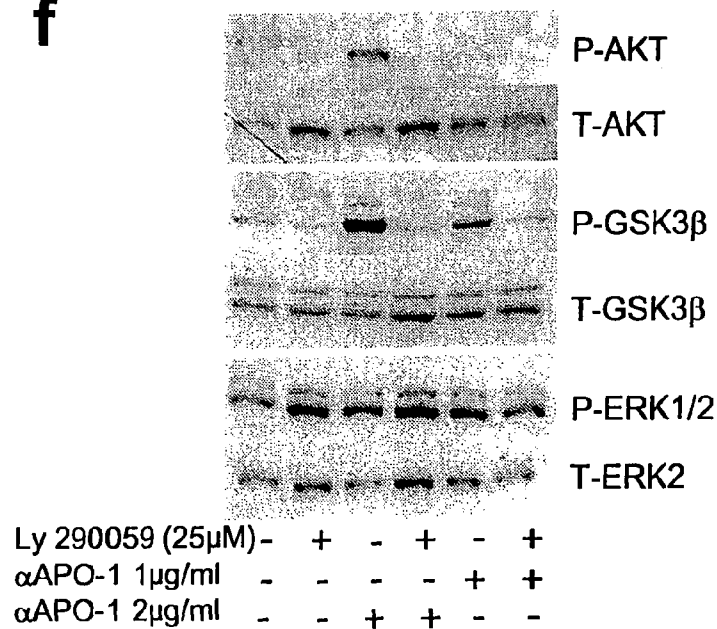 f
P-AKT
T-AKT
P-GSK3β
T-GSK3β
P-ERK1/2
T-ERK2
Ly 290059 (25μM) - + - + - +
αAPO-1 1μg/ml - - - - + +
αAPO-1 2μg/ml - - + + - -